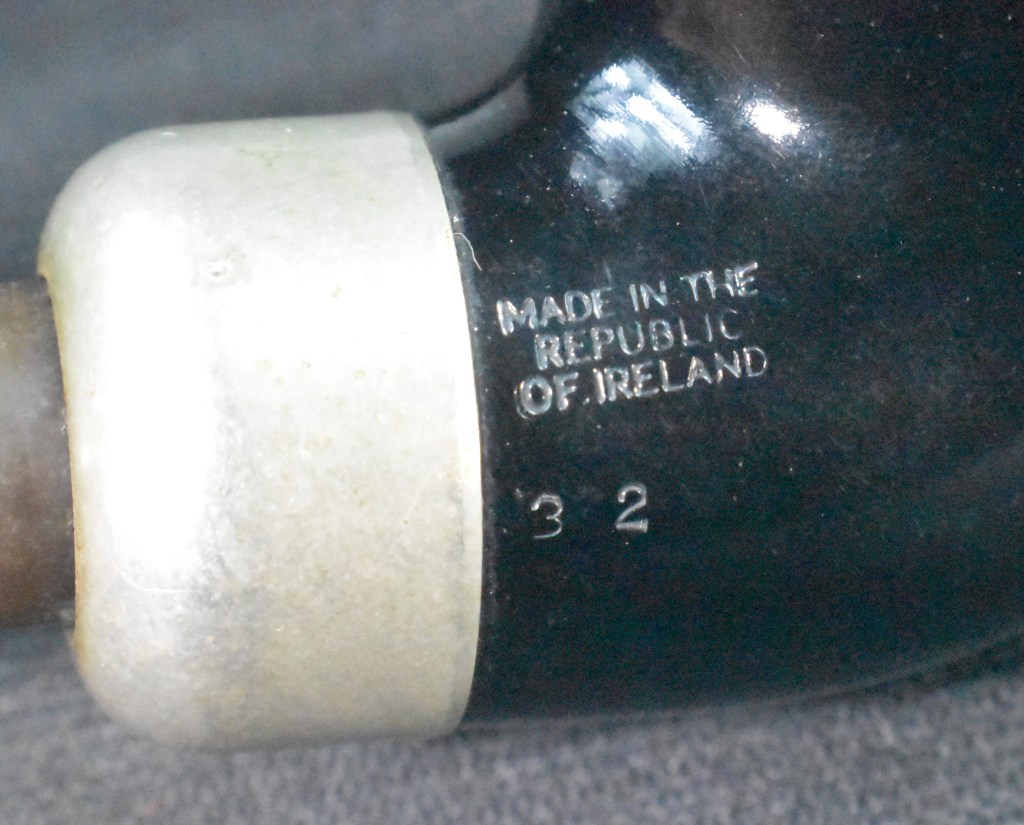 MADE IN THE
REPUBLIC
OF IRELAND
3 2